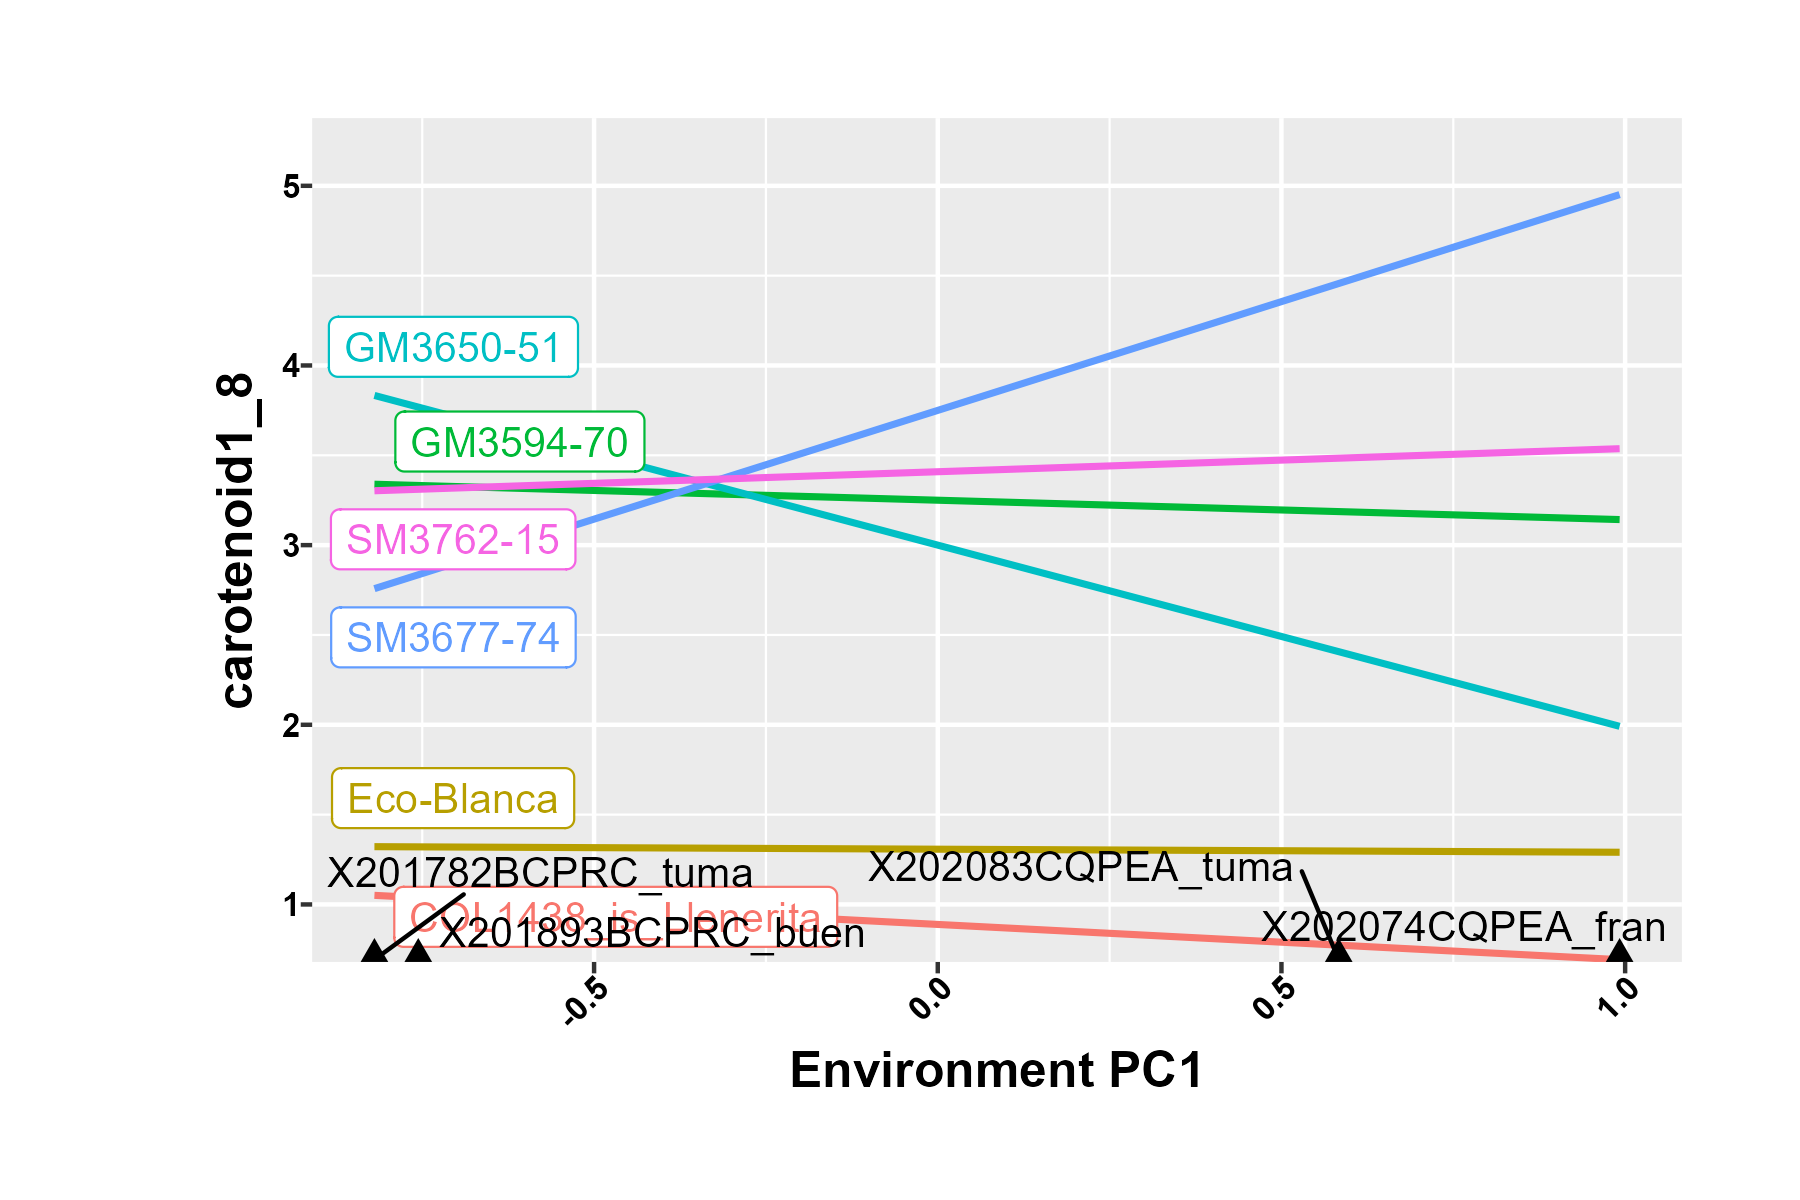 carotenoid1_8
5
4
3
2
1
GM3650-51
GM3594-70
SM3762-15
SM3677-74
Eco-Blanca
X201782BCPRC_tuma
X202083CQPEA_tuma
COL1438_is_Llenerita
X201893BCPRC_buen
X202074CQPEA_fran
-0.5
0.0
0.5
1.0
Environment PC1